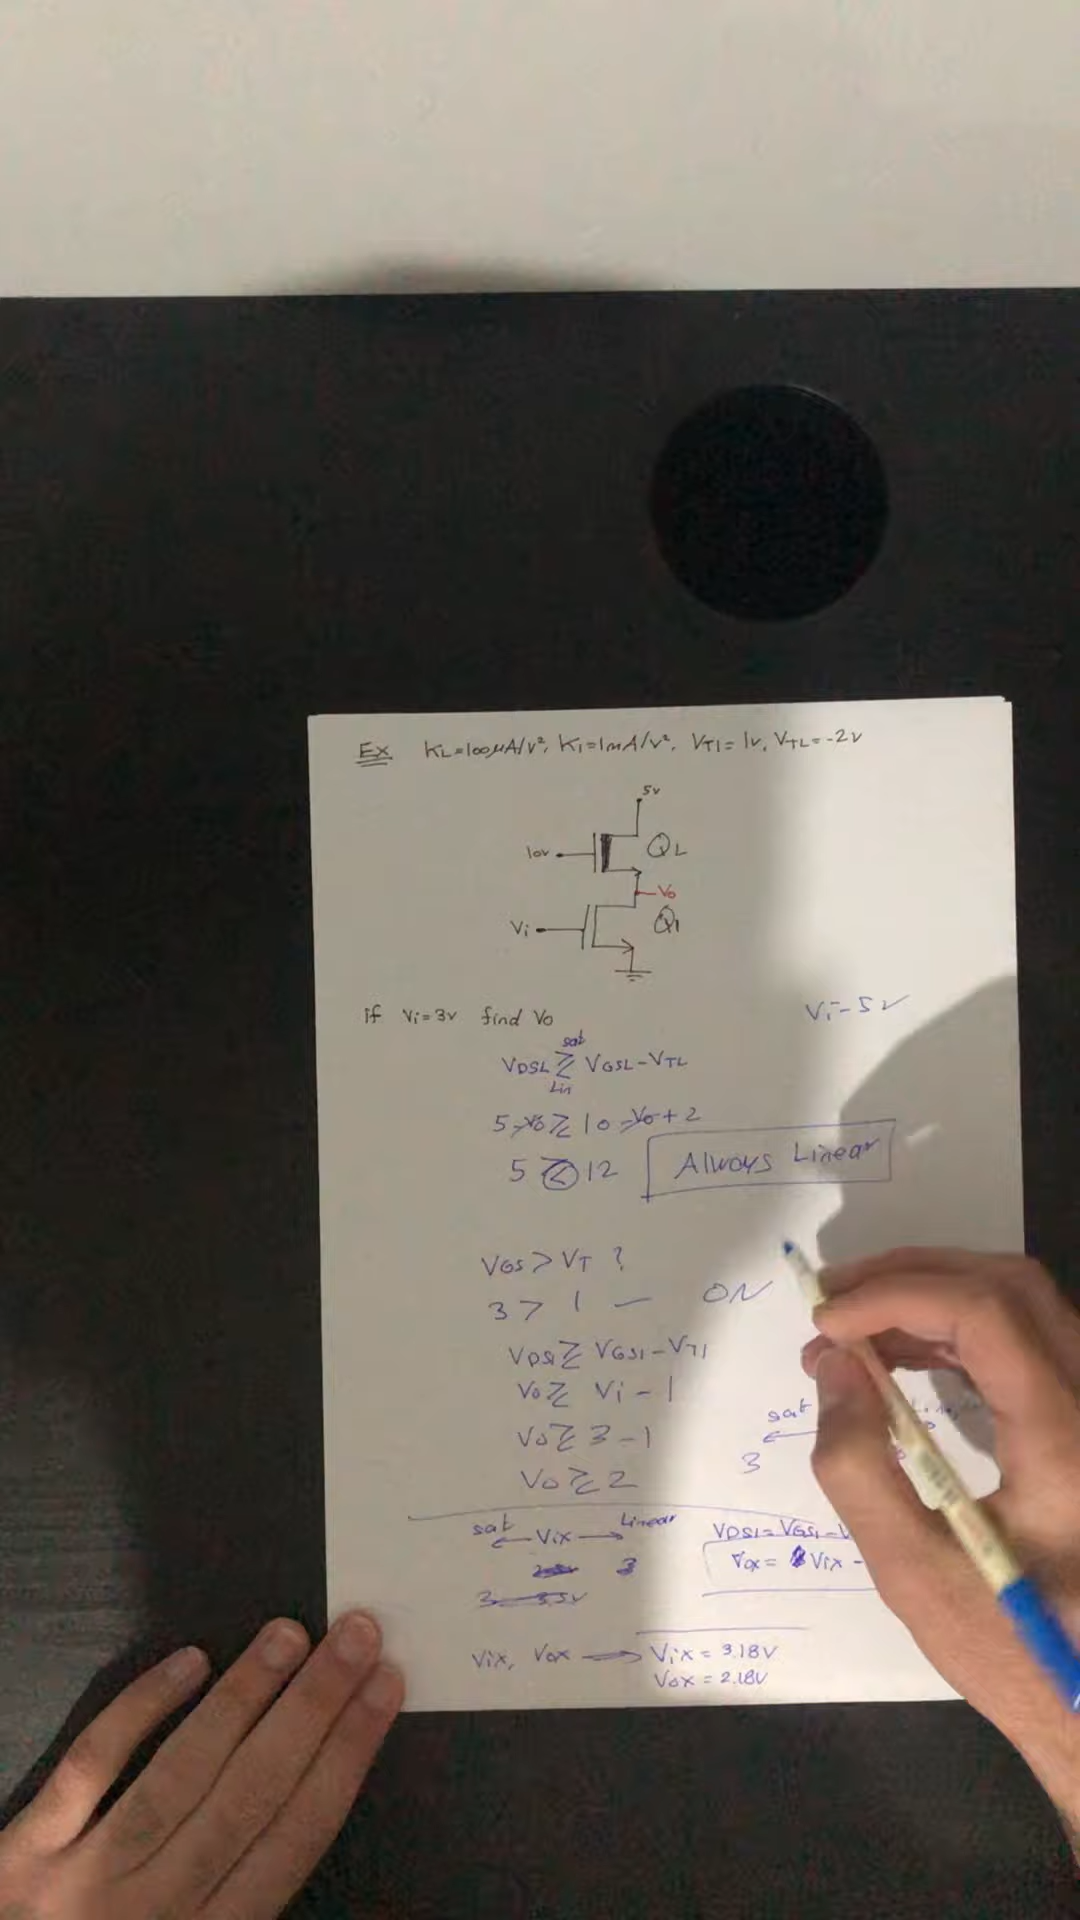 Ex KL=100μA/V², K1=1mA/V², VT1=1V, VTL=-2V
5V
10V
QL
Vo
Vi
Q1
if Vi=3V find Vo
Vi=5V
sat
VDSL ≷ VGSL-VTL
Lin
5-Vo ≷ 10-Vo+2
5 < 12
Always Linear
VGS > VT ?
3 > 1 — ON
VDS1 ≷ VGS1-VT1
Vo ≷ Vi-1
Vo ≷ 3-1
Vo ≷ 2
sat
3
sat ← Vix → Linear
3
VDS1=VGS1-V
Vox = Vix -
Vix, Vox ⟹ Vix = 3.18V
Vox = 2.18V